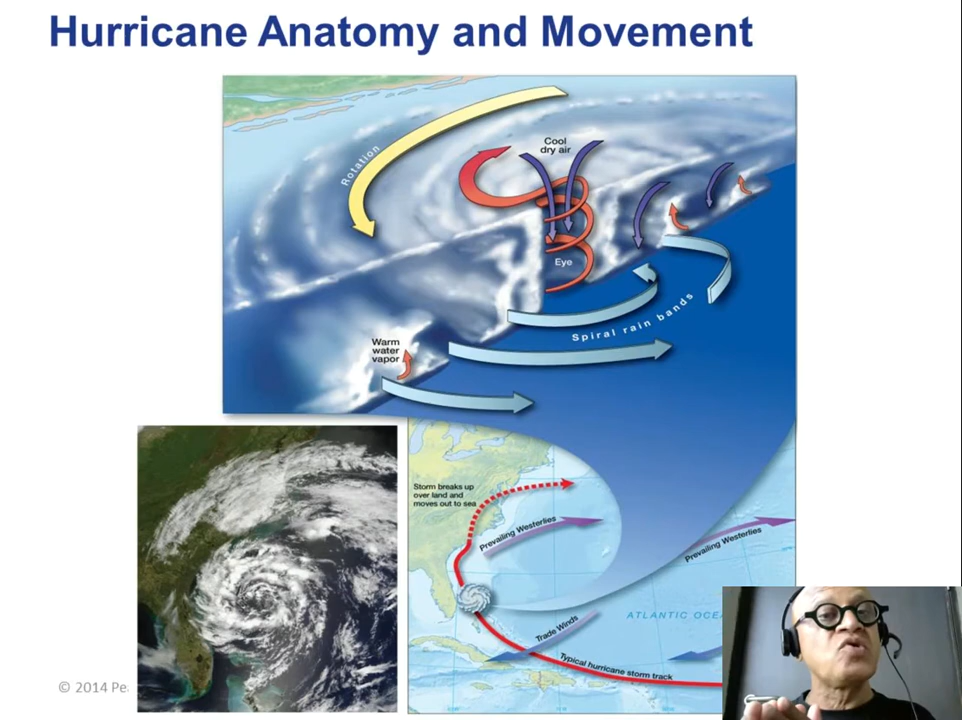 Hurricane Anatomy and Movement
Rotation
Cool
dry air
Eye
Spiral rain bands
Warm
water
vapor
Storm breaks up
over land and
moves out to sea
Prevailing Westerlies
Prevailing Westerlies
ATLANTIC OCEA
Trade Winds
Typical hurricane storm track
© 2014 Pe